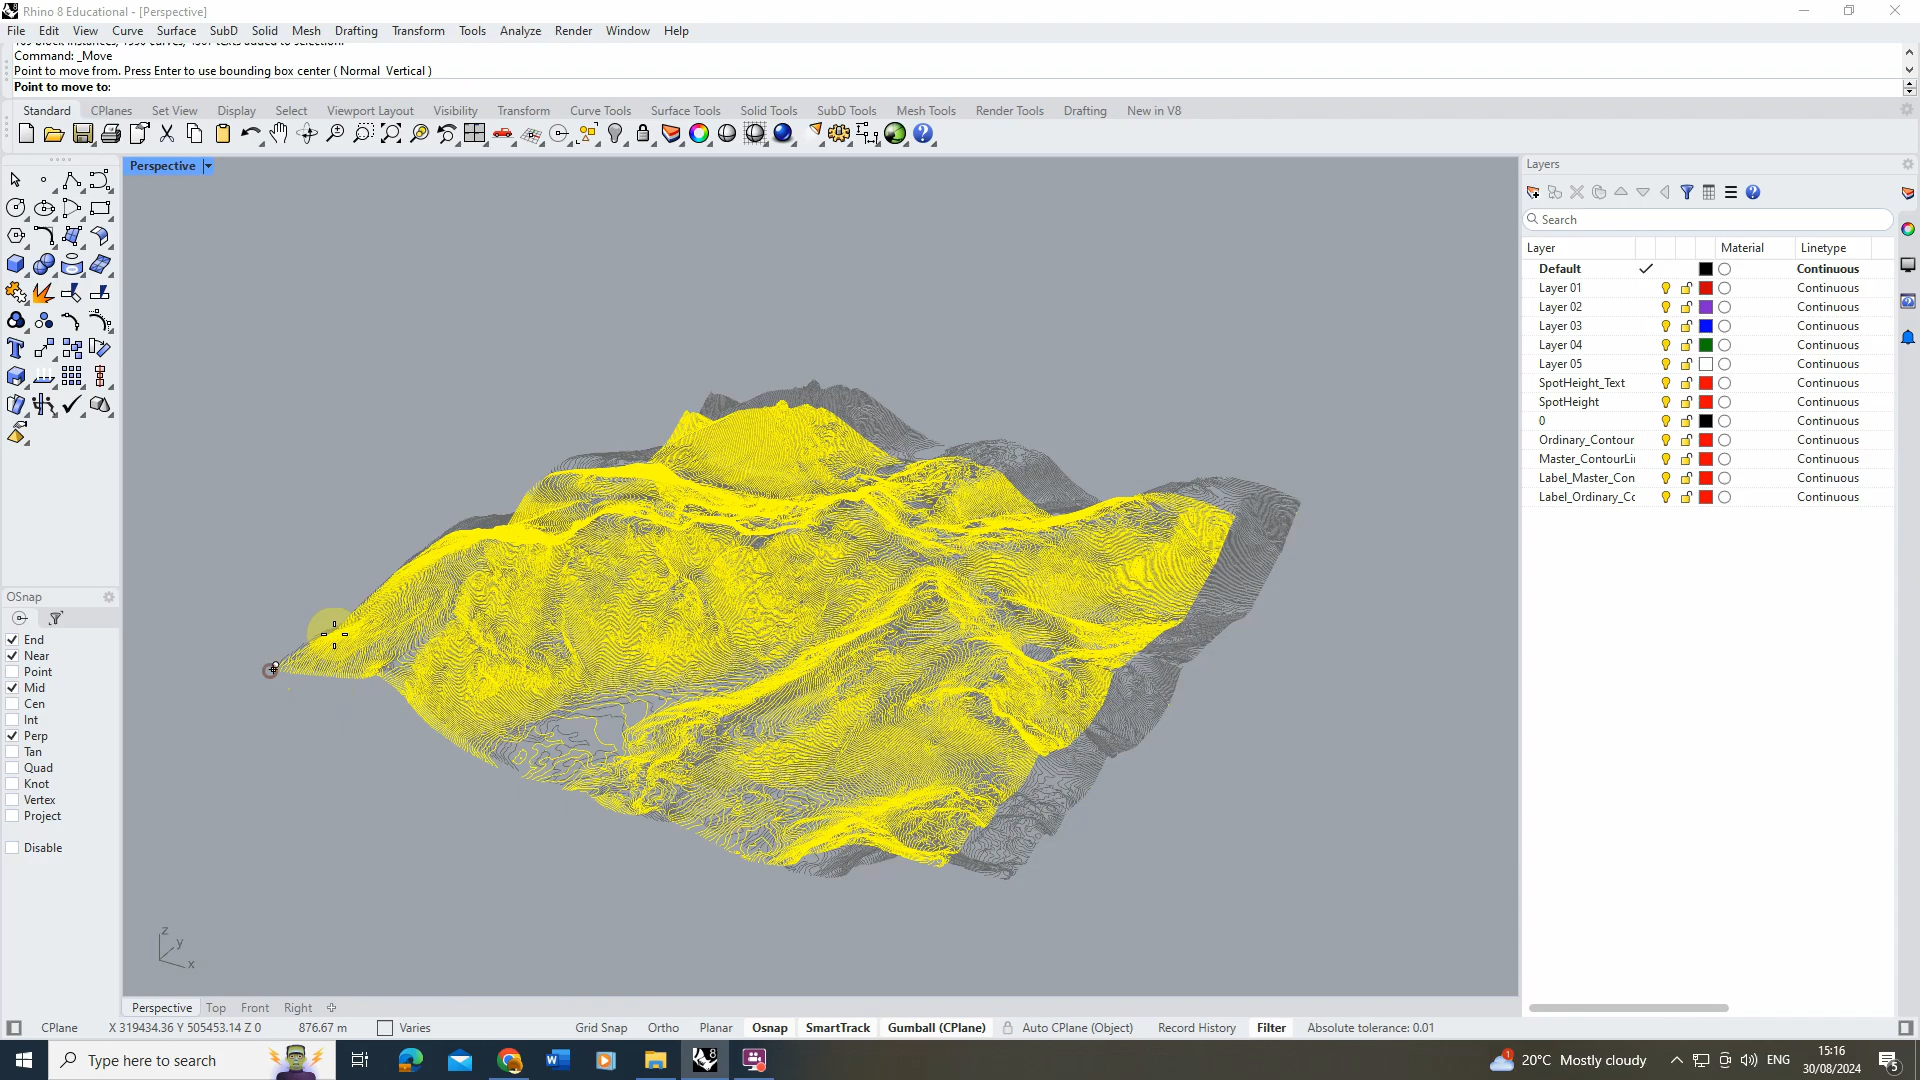 Rhino 8 Educational - [Perspective]
File Edit View Curve Surface SubD Solid Mesh Drafting Transform Tools Analyze Render Window Help
Command: _Move
Point to move from. Press Enter to use bounding box center ( Normal Vertical )
Point to move to:
Standard CPlanes Set View Display Select Viewport Layout Visibility Transform Curve Tools Surface Tools Solid Tools SubD Tools Mesh Tools Render Tools Drafting New in V8
Perspective
Layers
Search
Layer Material Linetype
Default Continuous
Layer 01 Continuous
Layer 02 Continuous
Layer 03 Continuous
Layer 04 Continuous
Layer 05 Continuous
SpotHeight_Text Continuous
SpotHeight Continuous
0 Continuous
Ordinary_Contour Continuous
Master_ContourLi Continuous
Label_Master_Con Continuous
Label_Ordinary_Cc Continuous
OSnap
End
Near
Point
Mid
Cen
Int
Perp
Tan
Quad
Knot
Vertex
Project
Disable
z
y
x
Perspective Top Front Right
CPlane X 319434.36 Y 505453.14 Z 0 876.67 m Varies Grid Snap Ortho Planar Osnap SmartTrack Gumball (CPlane) Auto CPlane (Object) Record History Filter Absolute tolerance: 0.01
Type here to search
20°C Mostly cloudy
ENG
15:16
30/08/2024
5